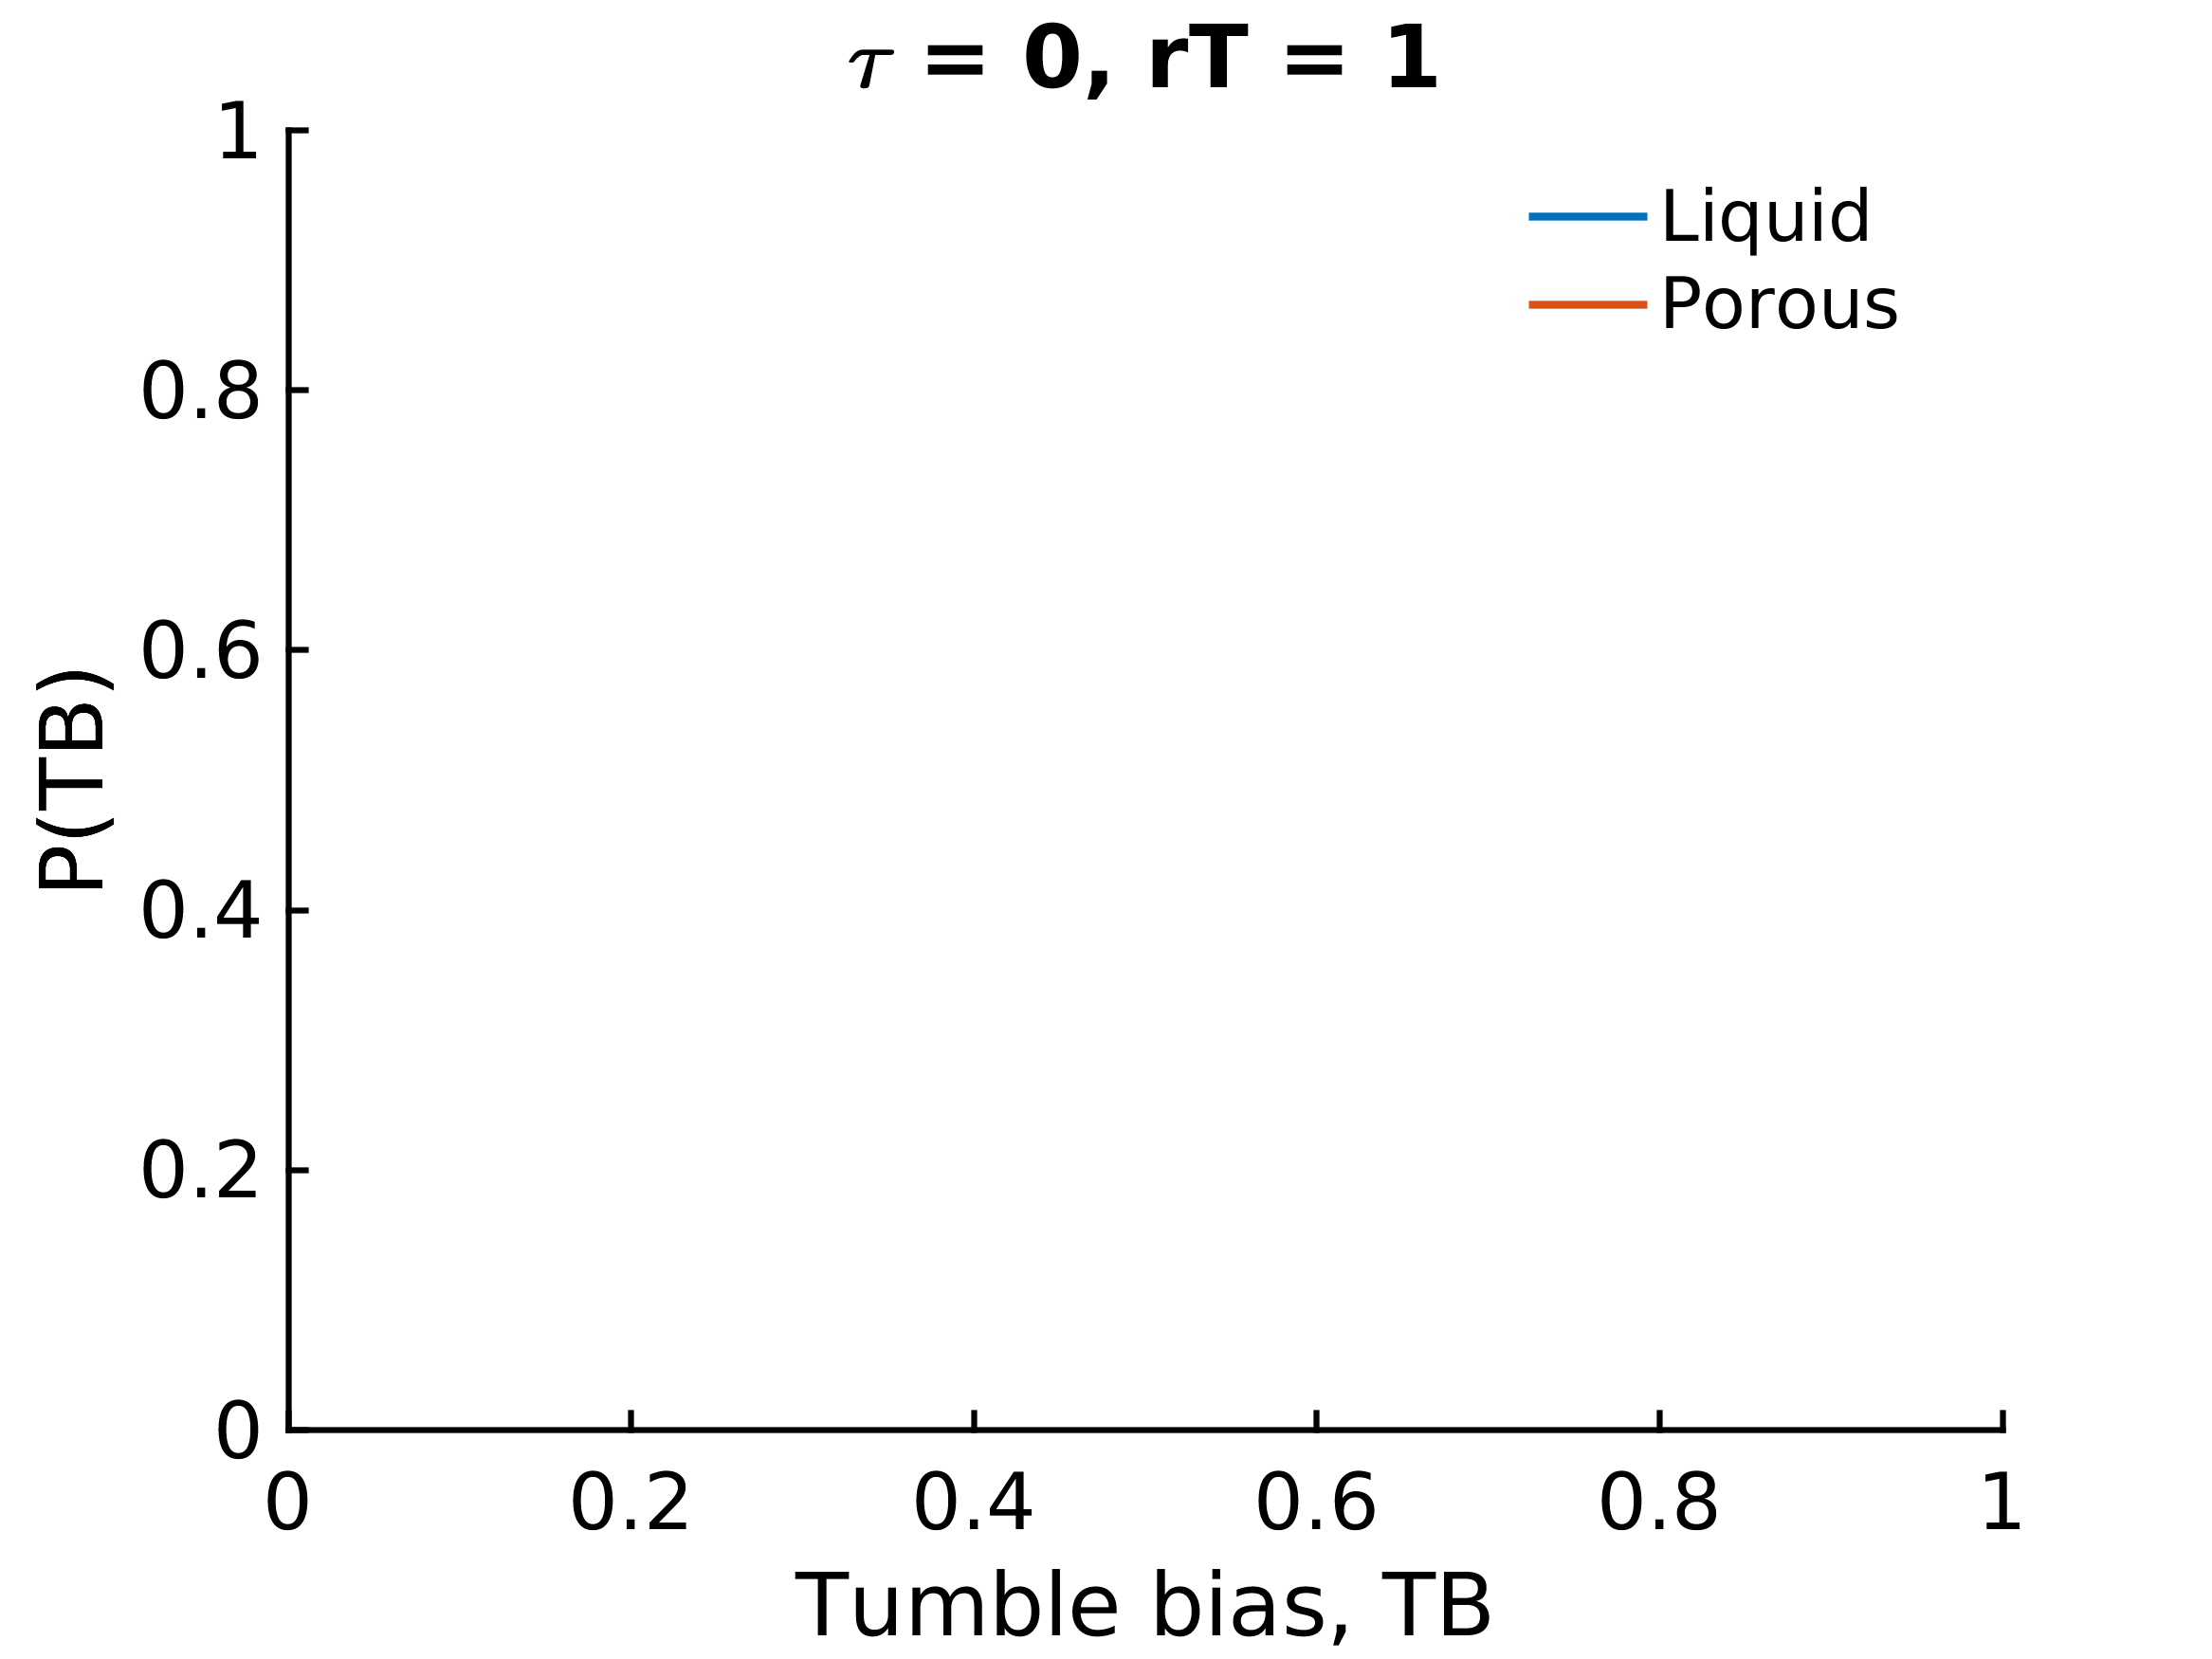 τ = 0, rT = 1
Liquid
Porous
1
0.8
0.6
0.4
0.2
0
P(TB)
0 0.2 0.4 0.6 0.8 1
Tumble bias, TB